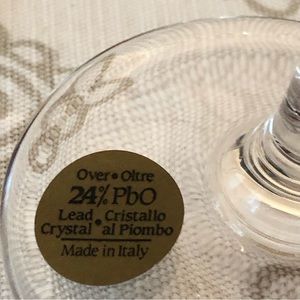 Over • Oltre
24% PbO
Lead • Cristallo
Crystal • al Piombo
Made in Italy